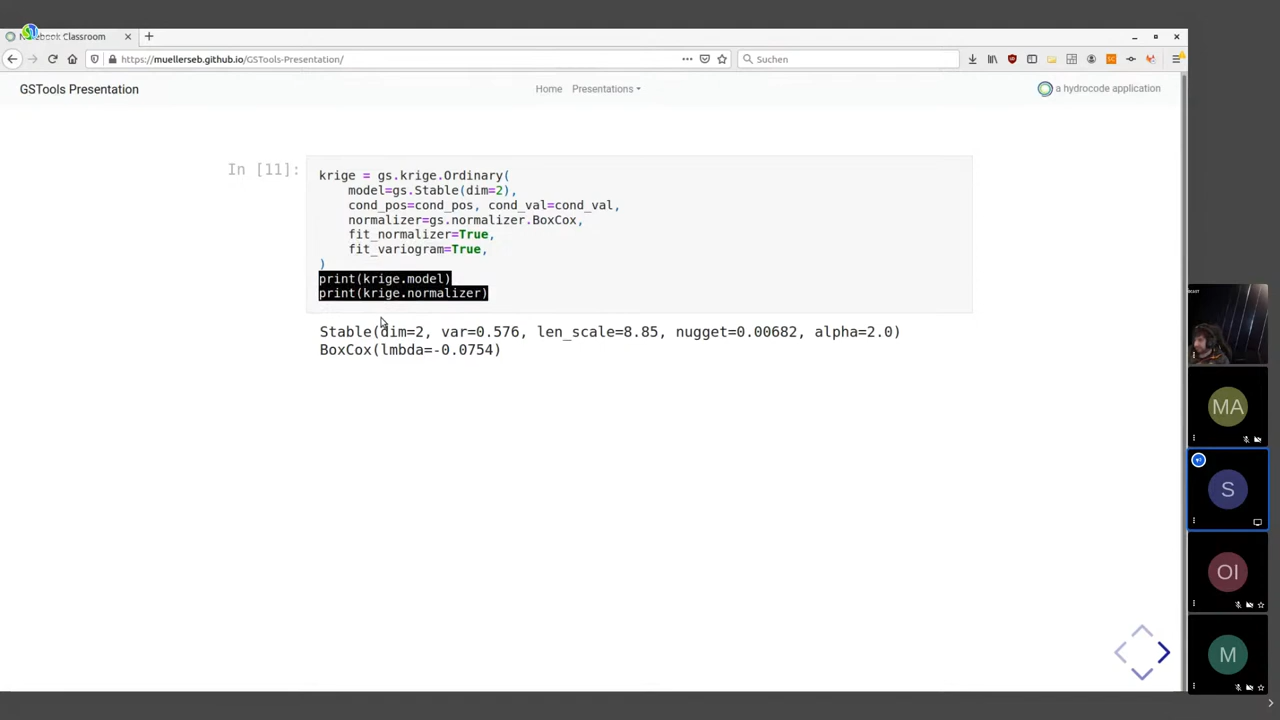 Notebook Classroom
https://muellerseb.github.io/GSTools-Presentation/
Suchen
GSTools Presentation
Home
Presentations
a hydrocode application
In [11]:
krige = gs.krige.Ordinary(
model=gs.Stable(dim=2),
cond_pos=cond_pos, cond_val=cond_val,
normalizer=gs.normalizer.BoxCox,
fit_normalizer=True,
fit_variogram=True,
)
print(krige.model)
print(krige.normalizer)
Stable(dim=2, var=0.576, len_scale=8.85, nugget=0.00682, alpha=2.0)
BoxCox(lmbda=-0.0754)
MA
S
OI
M